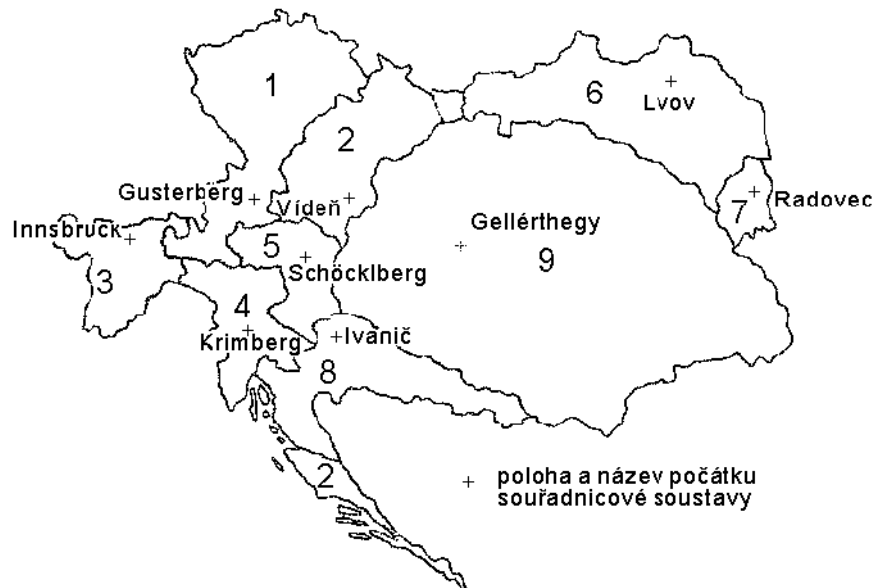 1
6
Lvov
2
Gusterberg
Vídeň
7
Radovec
Innsbruck
Gellérthegy
5
9
Schöcklberg
3
4
Krimberg
Ivanič
8
2
poloha a název počátku
souřadnicové soustavy